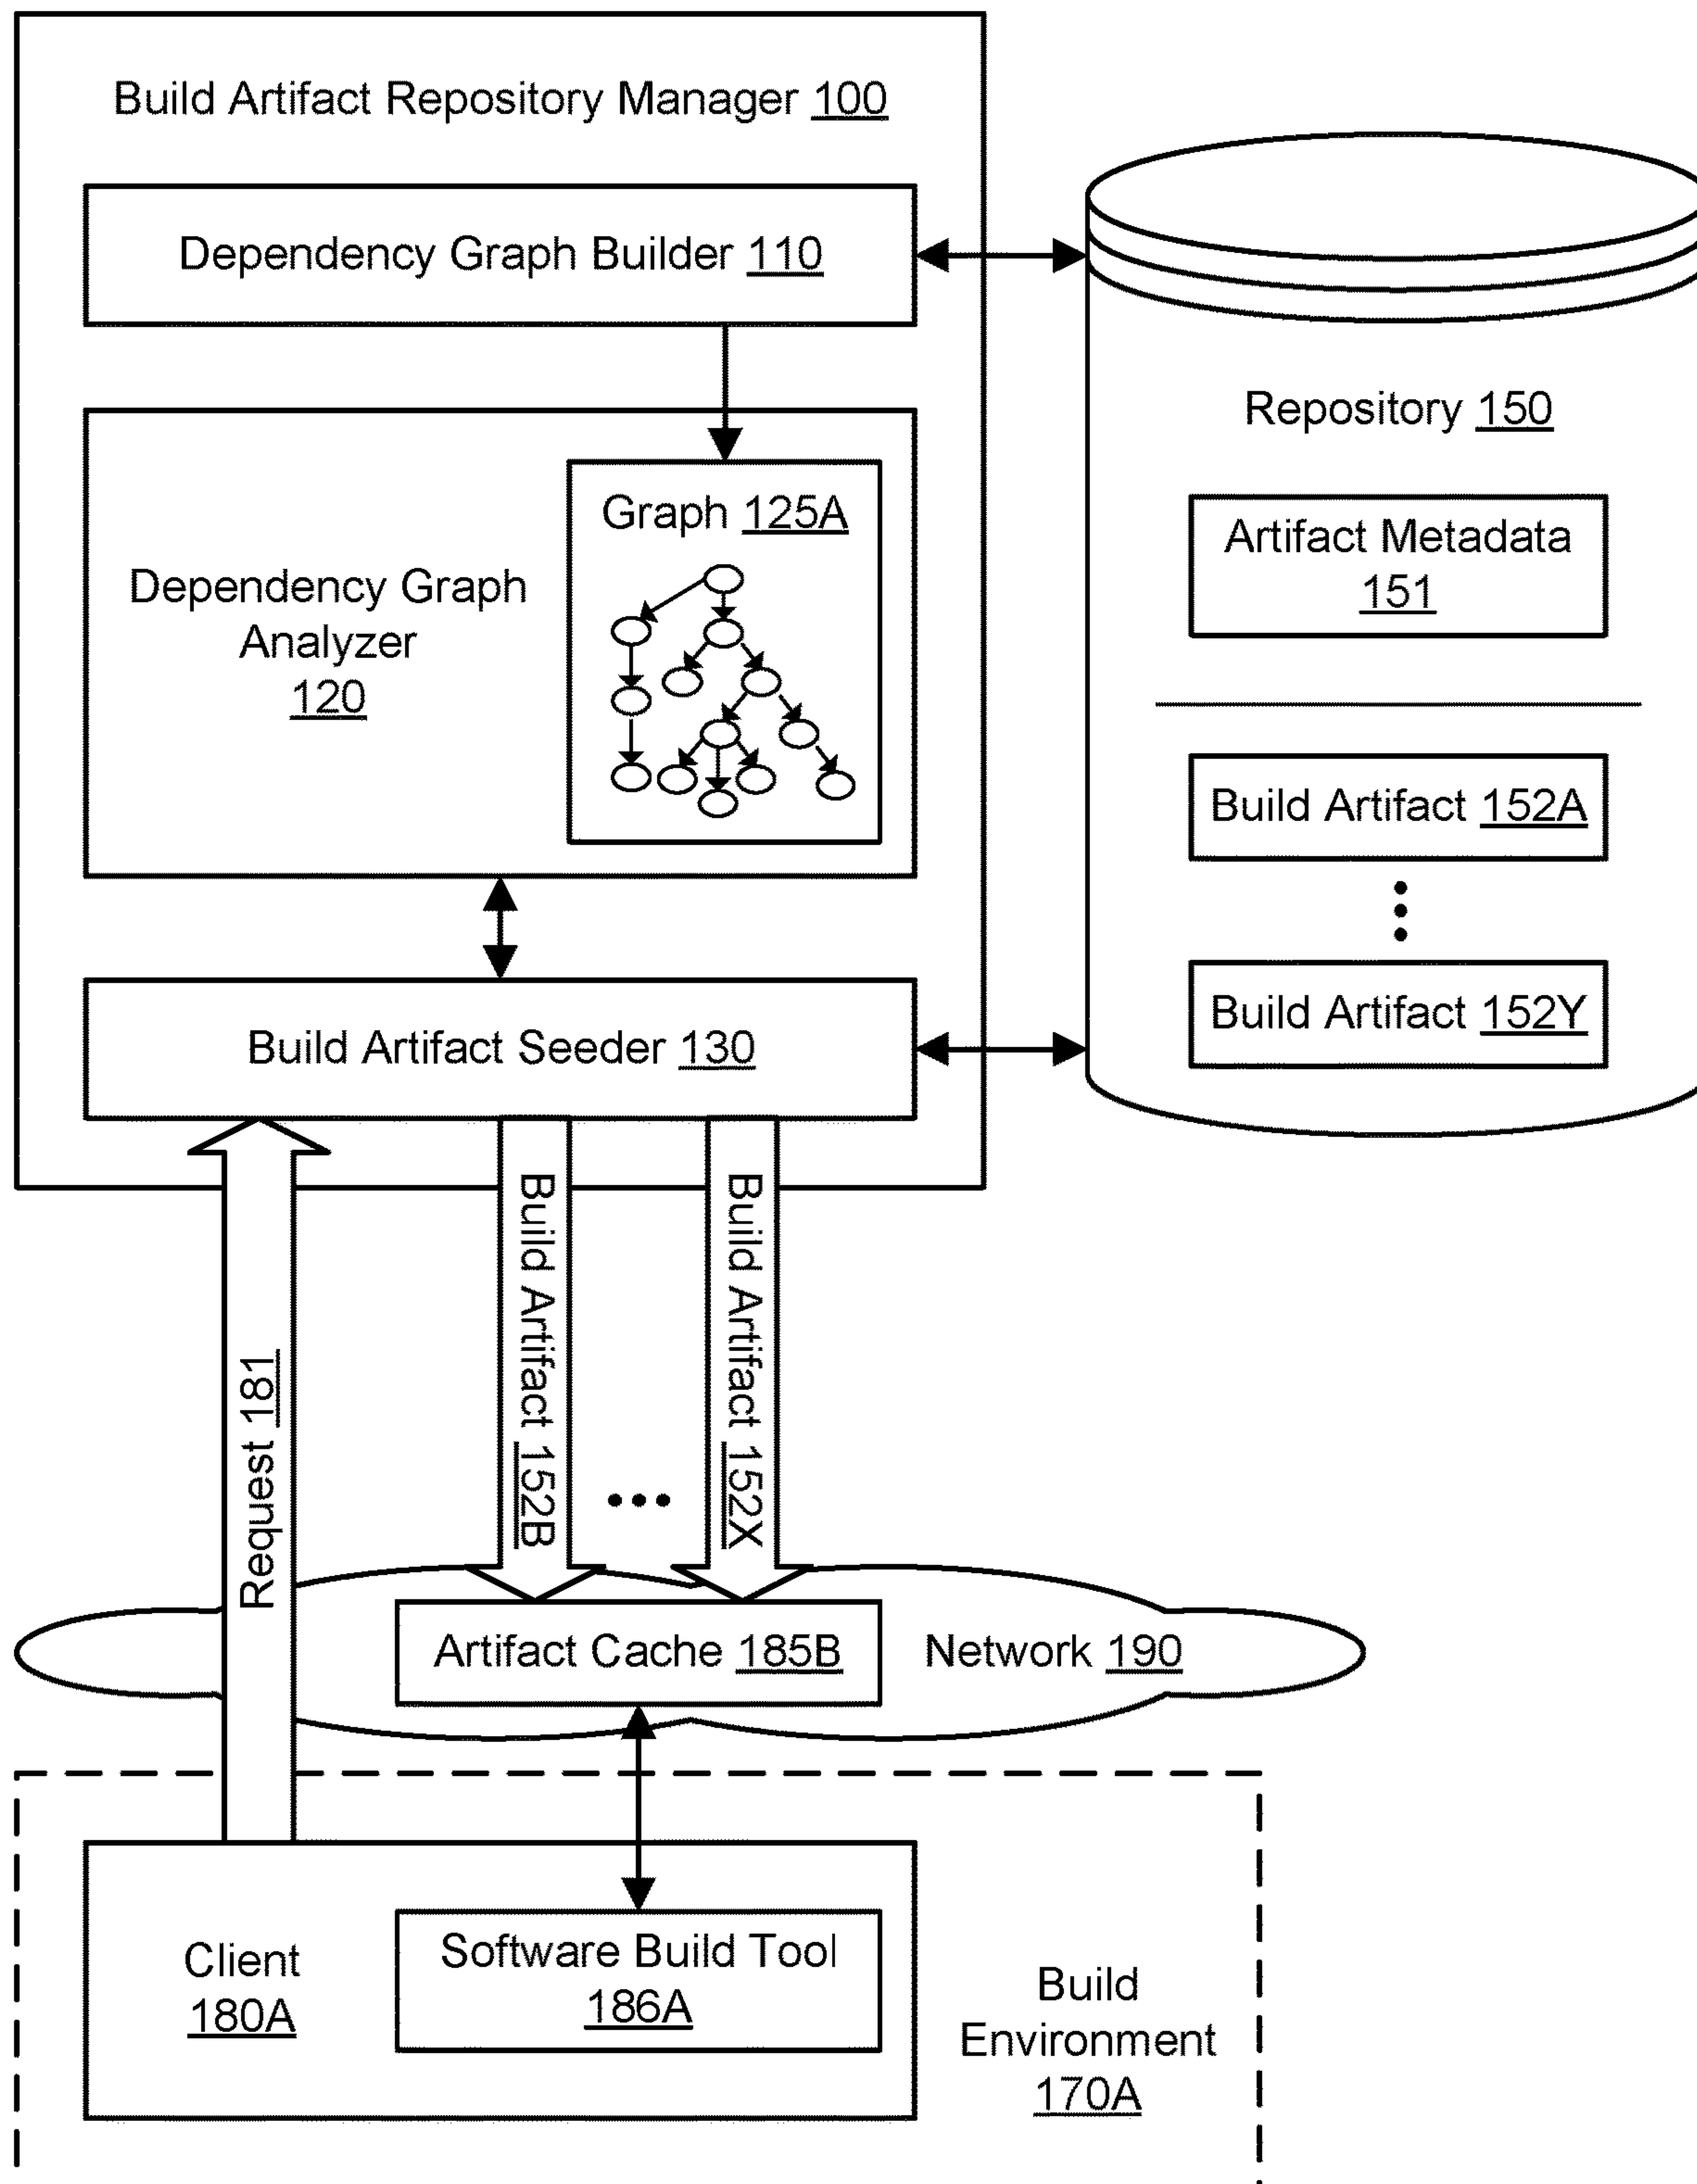 Build Artifact Repository Manager 100
Dependency Graph Builder 110
Dependency Graph
Analyzer
120
Graph 125A
Build Artifact Seeder 130
Repository 150
Artifact Metadata
151
Build Artifact 152A
Build Artifact 152Y
Request 181
Build Artifact 152B
Build Artifact 152X
Artifact Cache 185B
Network 190
Client
180A
Software Build Tool
186A
Build
Environment
170A